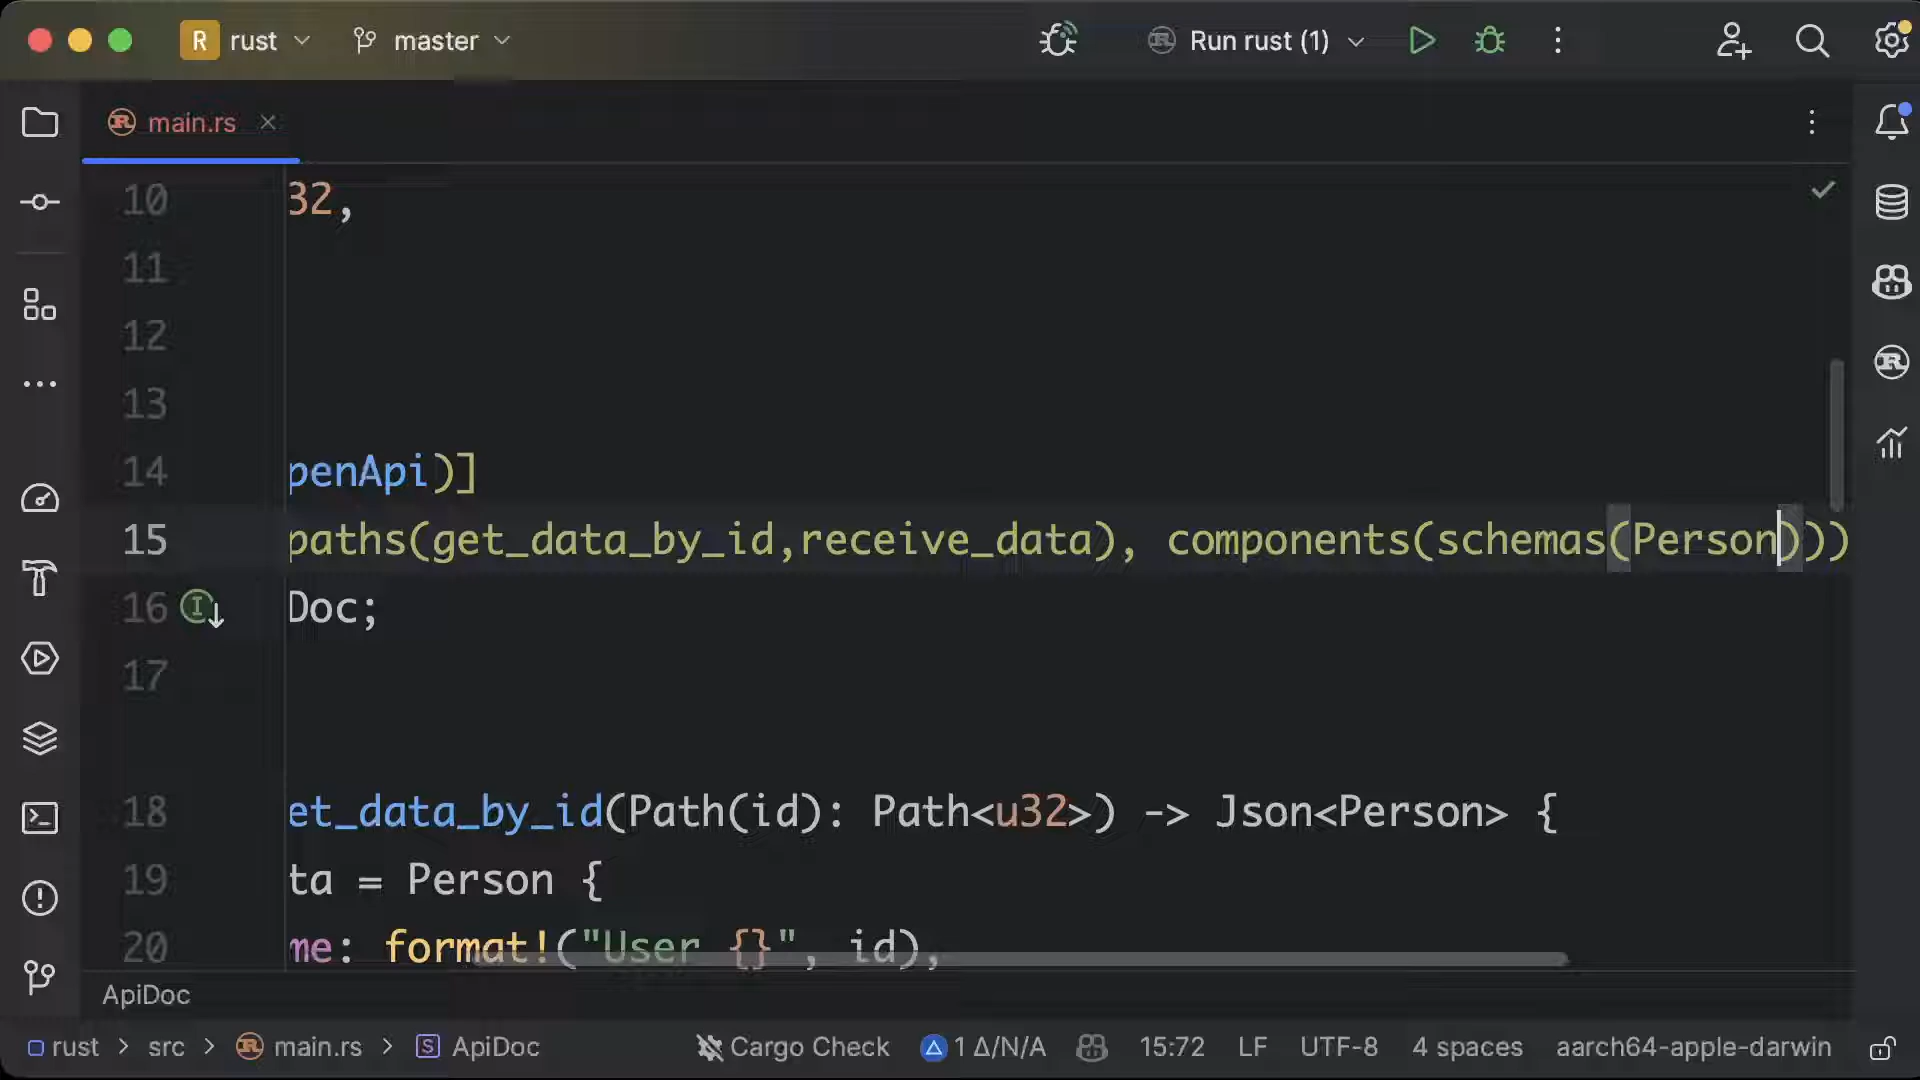 R rust master Run rust (1)
main.rs
10 32,
11
12
13
14 penApi)]
15 paths(get_data_by_id,receive_data), components(schemas(Person)))
16 Doc;
17
18 et_data_by_id(Path(id): Path<u32>) -> Json<Person> {
19 ta = Person {
20 me: format!("User {}", id),
ApiDoc
rust > src > main.rs > S ApiDoc Cargo Check 1 Δ/N/A 15:72 LF UTF-8 4 spaces aarch64-apple-darwin